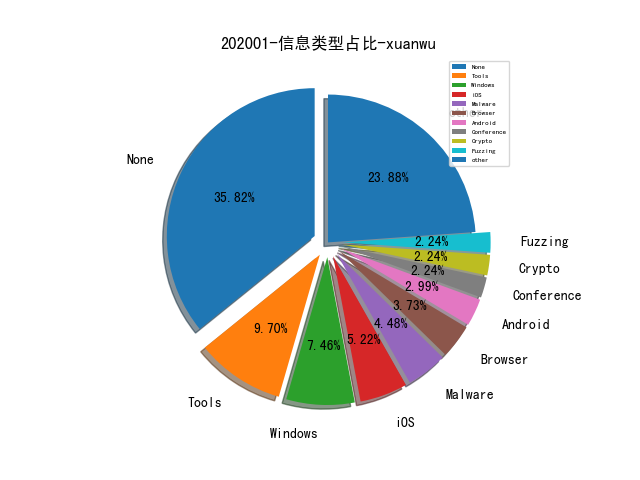 202001-信息类型占比-xuanwu
None
Tools
Windows
iOS
Malware
Browser
Android
Conference
Crypto
Fuzzing
other
None
35.82%
23.88%
2.24%
Fuzzing
2.24%
Crypto
2.24%
Conference
2.99%
Android
3.73%
Browser
4.48%
Malware
5.22%
iOS
7.46%
Windows
9.70%
Tools